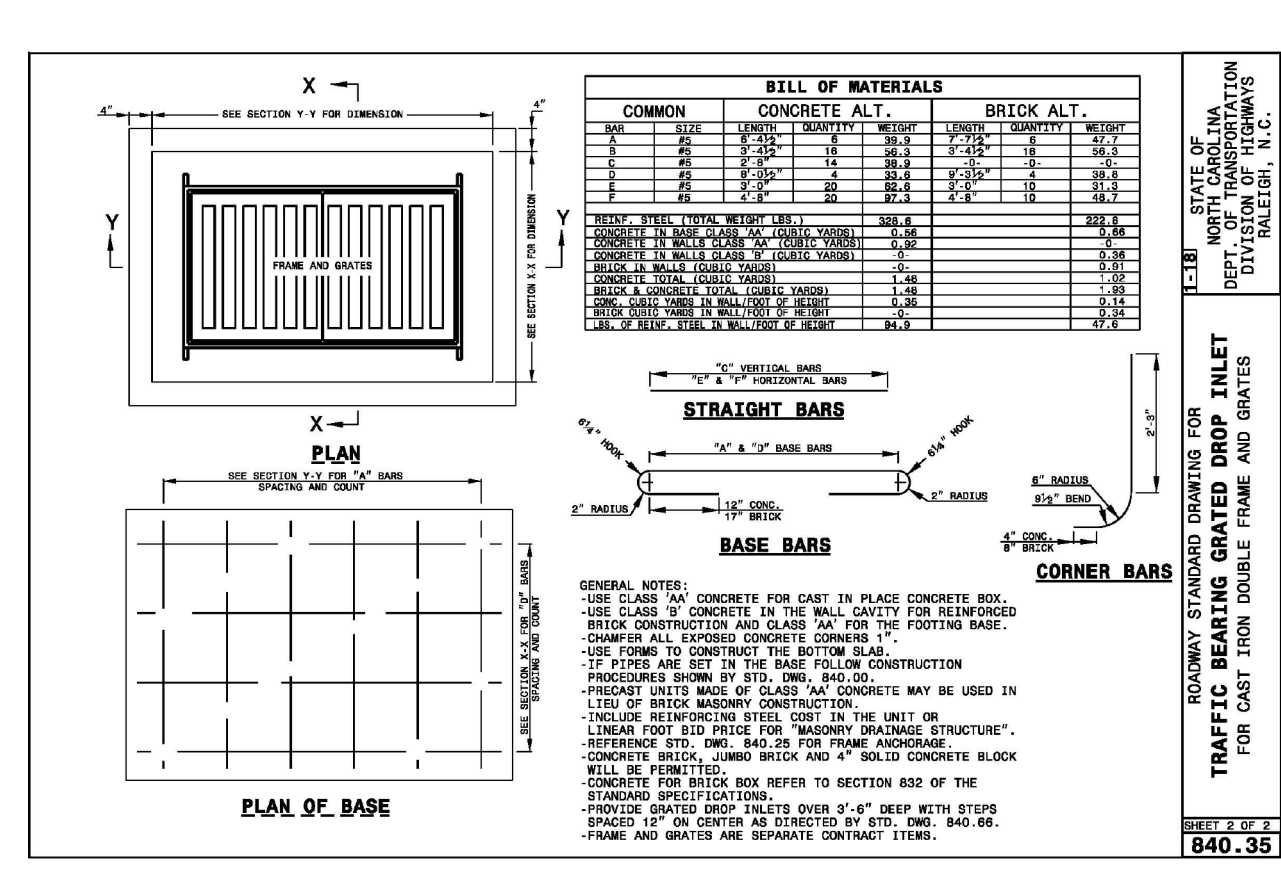 X
4"
SEE SECTION Y-Y FOR DIMENSION
4"
SEE SECTION X-X FOR DIMENSION
Y
Y
FRAME AND GRATES
X
PLAN
SEE SECTION Y-Y FOR "A" BARS
SPACING AND COUNT
SEE SECTION X-X FOR "D" BARS
SPACING AND COUNT
PLAN OF BASE
BILL OF MATERIALS
COMMON CONCRETE ALT. BRICK ALT.
BAR SIZE LENGTH QUANTITY WEIGHT LENGTH QUANTITY WEIGHT
A #5 6'-4½" 6 39.9 7'-7½" 6 47.7
B #5 3'-4½" 16 56.3 3'-4½" 16 56.3
C #5 2'-8" 14 38.9 -0- -0- -0-
D #5 8'-0½" 4 33.6 9'-3½" 4 38.8
E #5 3'-0" 20 62.6 3'-0" 10 31.3
F #5 4'-8" 20 97.3 4'-8" 10 48.7
REINF. STEEL (TOTAL WEIGHT LBS.) 328.6 222.8
CONCRETE IN BASE CLASS 'AA' (CUBIC YARDS) 0.56 0.66
CONCRETE IN WALLS CLASS 'AA' (CUBIC YARDS) 0.92 -0-
CONCRETE IN WALLS CLASS 'B' (CUBIC YARDS) -0- 0.36
BRICK IN WALLS (CUBIC YARDS) -0- 0.91
CONCRETE TOTAL (CUBIC YARDS) 1.48 1.02
BRICK & CONCRETE TOTAL (CUBIC YARDS) 1.48 1.93
CONC. CUBIC YARDS IN WALL/FOOT OF HEIGHT 0.35 0.14
BRICK CUBIC YARDS IN WALL/FOOT OF HEIGHT -0- 0.34
LBS. OF REINF. STEEL IN WALL/FOOT OF HEIGHT 94.9 47.6
"C" VERTICAL BARS
"E" & "F" HORIZONTAL BARS
STRAIGHT BARS
6¼" HOOK
"A" & "D" BASE BARS
6¼" HOOK
2" RADIUS
12" CONC.
17" BRICK
2" RADIUS
BASE BARS
2'-3"
6" RADIUS
9½" BEND
4" CONC.
8" BRICK
CORNER BARS
GENERAL NOTES:
-USE CLASS 'AA' CONCRETE FOR CAST IN PLACE CONCRETE BOX.
-USE CLASS 'B' CONCRETE IN THE WALL CAVITY FOR REINFORCED
BRICK CONSTRUCTION AND CLASS 'AA' FOR THE FOOTING BASE.
-CHAMFER ALL EXPOSED CONCRETE CORNERS 1".
-USE FORMS TO CONSTRUCT THE BOTTOM SLAB.
-IF PIPES ARE SET IN THE BASE FOLLOW CONSTRUCTION
PROCEDURES SHOWN BY STD. DWG. 840.00.
-PRECAST UNITS MADE OF CLASS 'AA' CONCRETE MAY BE USED IN
LIEU OF BRICK MASONRY CONSTRUCTION.
-INCLUDE REINFORCING STEEL COST IN THE UNIT OR
LINEAR FOOT BID PRICE FOR "MASONRY DRAINAGE STRUCTURE".
-REFERENCE STD. DWG. 840.25 FOR FRAME ANCHORAGE.
-CONCRETE BRICK, JUMBO BRICK AND 4" SOLID CONCRETE BLOCK
WILL BE PERMITTED.
-CONCRETE FOR BRICK BOX REFER TO SECTION 832 OF THE
STANDARD SPECIFICATIONS.
-PROVIDE GRATED DROP INLETS OVER 3'-6" DEEP WITH STEPS
SPACED 12" ON CENTER AS DIRECTED BY STD. DWG. 840.66.
-FRAME AND GRATES ARE SEPARATE CONTRACT ITEMS.
1-18
STATE OF
NORTH CAROLINA
DEPT. OF TRANSPORTATION
DIVISION OF HIGHWAYS
RALEIGH, N.C.
ROADWAY STANDARD DRAWING FOR
TRAFFIC BEARING GRATED DROP INLET
FOR CAST IRON DOUBLE FRAME AND GRATES
SHEET 2 OF 2
840.35